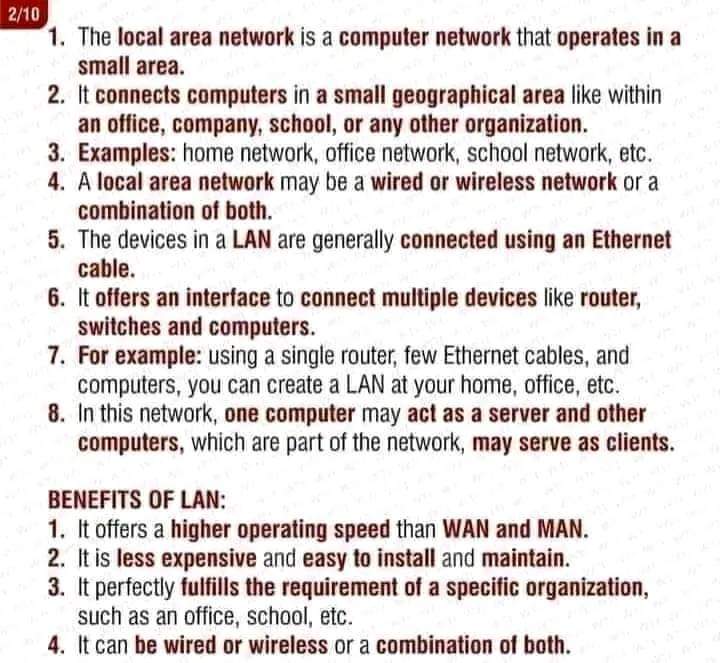 2/10
1. The local area network is a computer network that operates in a
small area.
2. It connects computers in a small geographical area like within
an office, company, school, or any other organization.
3. Examples: home network, office network, school network, etc.
4. A local area network may be a wired or wireless network or a
combination of both.
5. The devices in a LAN are generally connected using an Ethernet
cable.
6. It offers an interface to connect multiple devices like router,
switches and computers.
7. For example: using a single router, few Ethernet cables, and
computers, you can create a LAN at your home, office, etc.
8. In this network, one computer may act as a server and other
computers, which are part of the network, may serve as clients.
BENEFITS OF LAN:
1. It offers a higher operating speed than WAN and MAN.
2. It is less expensive and easy to install and maintain.
3. It perfectly fulfills the requirement of a specific organization,
such as an office, school, etc.
4. It can be wired or wireless or a combination of both.